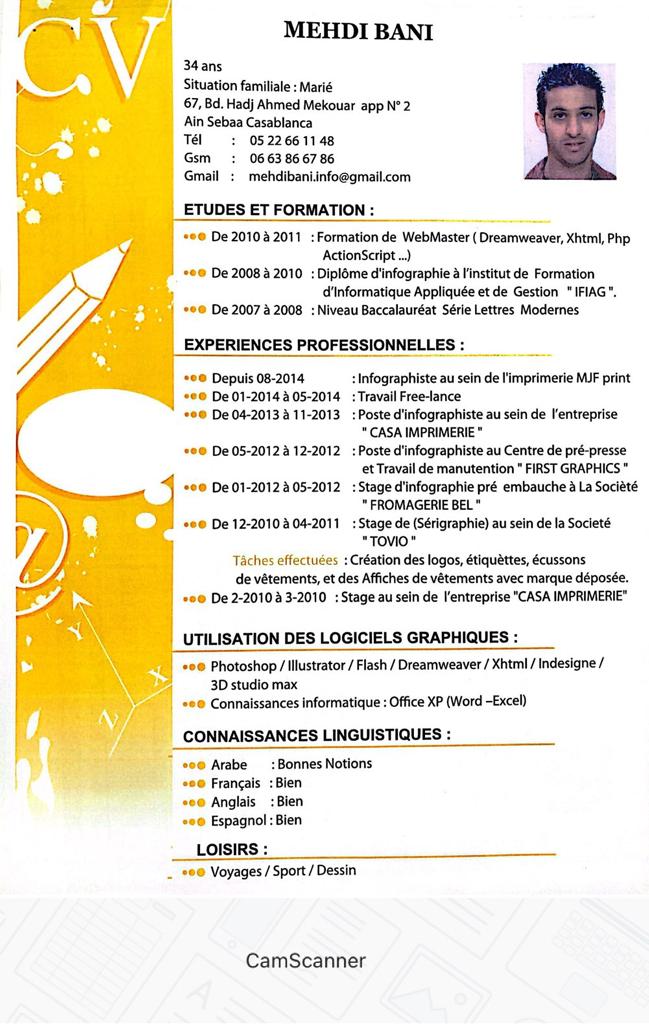 CV
MEHDI BANI
34 ans
Situation familiale : Marié
67, Bd. Hadj Ahmed Mekouar app N° 2
Ain Sebaa Casablanca
Tél : 05 22 66 11 48
Gsm : 06 63 86 67 86
Gmail : mehdibani.info@gmail.com
ETUDES ET FORMATION :
De 2010 à 2011 : Formation de WebMaster ( Dreamweaver, Xhtml, Php
ActionScript ...)
De 2008 à 2010 : Diplôme d'infographie à l'institut de Formation
d'Informatique Appliquée et de Gestion " IFIAG ".
De 2007 à 2008 : Niveau Baccalauréat Série Lettres Modernes
EXPERIENCES PROFESSIONNELLES :
Depuis 08-2014 : Infographiste au sein de l'imprimerie MJF print
De 01-2014 à 05-2014 : Travail Free-lance
De 04-2013 à 11-2013 : Poste d'infographiste au sein de l'entreprise
" CASA IMPRIMERIE "
De 05-2012 à 12-2012 : Poste d'infographiste au Centre de pré-presse
et Travail de manutention " FIRST GRAPHICS "
De 01-2012 à 05-2012 : Stage d'infographie pré embauche à La Socièté
" FROMAGERIE BEL "
De 12-2010 à 04-2011 : Stage de (Sérigraphie) au sein de la Societé
" TOVIO "
Tâches effectuées : Création des logos, étiquèttes, écussons
de vêtements, et des Affiches de vêtements avec marque déposée.
De 2-2010 à 3-2010 : Stage au sein de l'entreprise "CASA IMPRIMERIE"
UTILISATION DES LOGICIELS GRAPHIQUES :
Photoshop / Illustrator / Flash / Dreamweaver / Xhtml / Indesigne /
3D studio max
Connaissances informatique : Office XP (Word –Excel)
CONNAISSANCES LINGUISTIQUES :
Arabe : Bonnes Notions
Français : Bien
Anglais : Bien
Espagnol : Bien
LOISIRS :
Voyages / Sport / Dessin
@
Y
X
Z
CamScanner